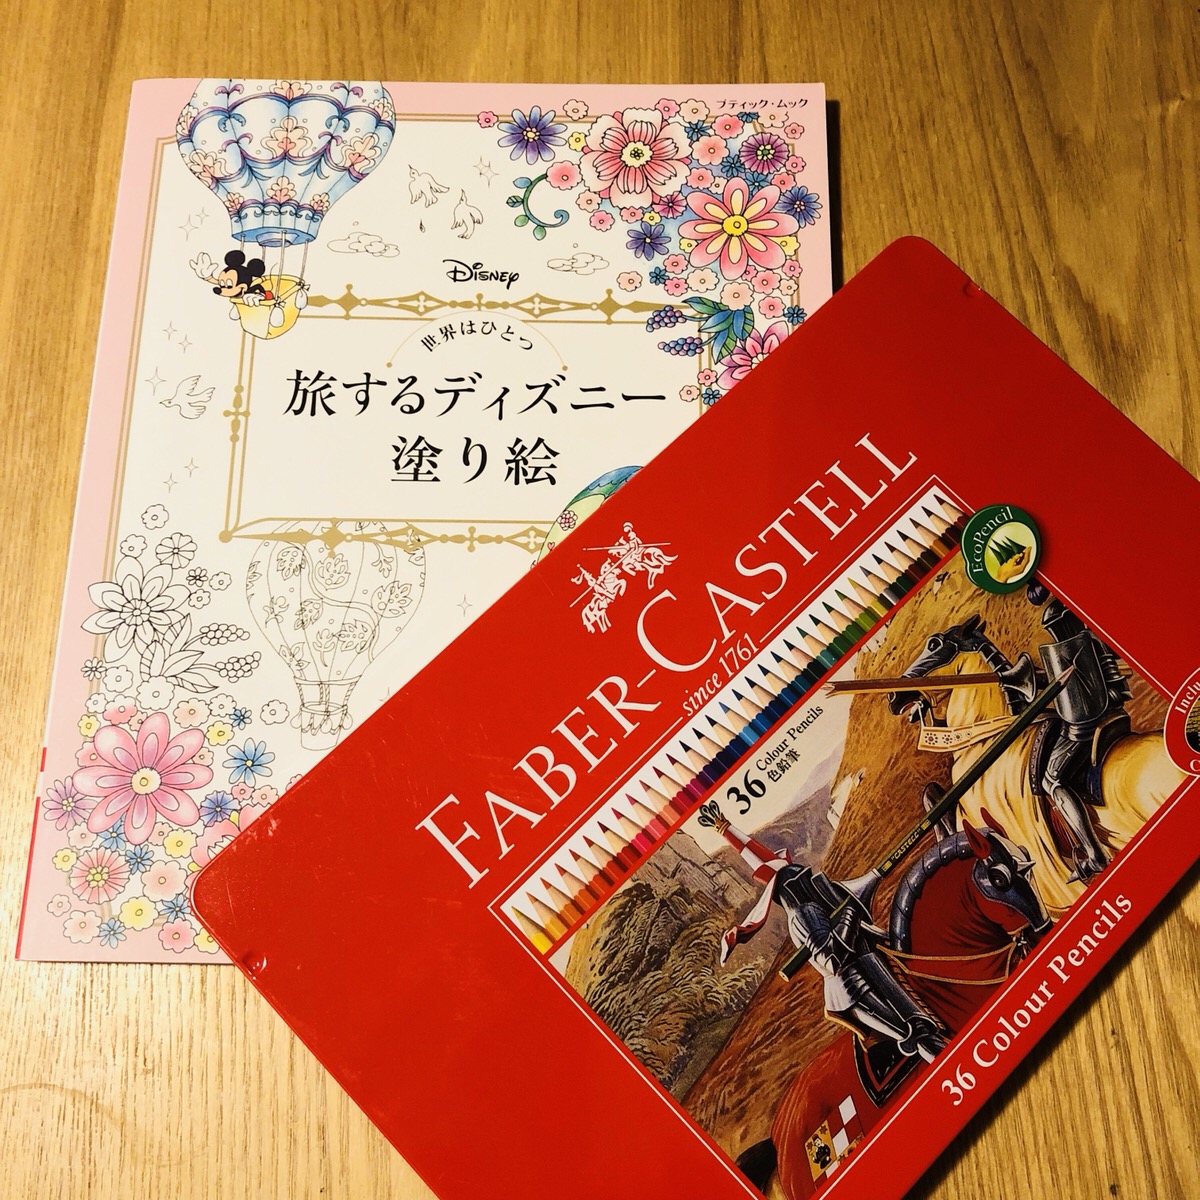 ブティック・ムック
Disney
世界はひとつ
旅するディズニー
塗り絵
FABER-CASTELL
since 1761
EcoPencil
36 Colour Pencils
色鉛筆
"CASTELL"
36 Colour Pencils